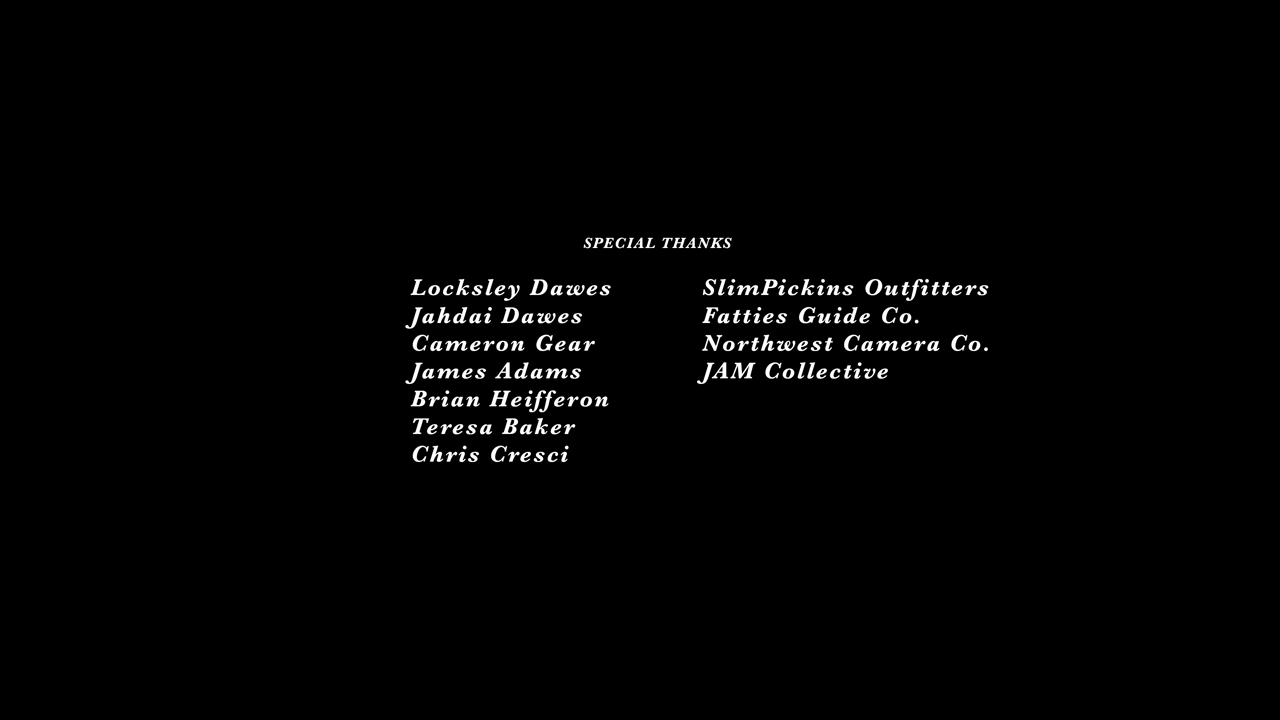 SPECIAL THANKS
Locksley Dawes
Jahdai Dawes
Cameron Gear
James Adams
Brian Heifferon
Teresa Baker
Chris Cresci
SlimPickins Outfitters
Fatties Guide Co.
Northwest Camera Co.
JAM Collective